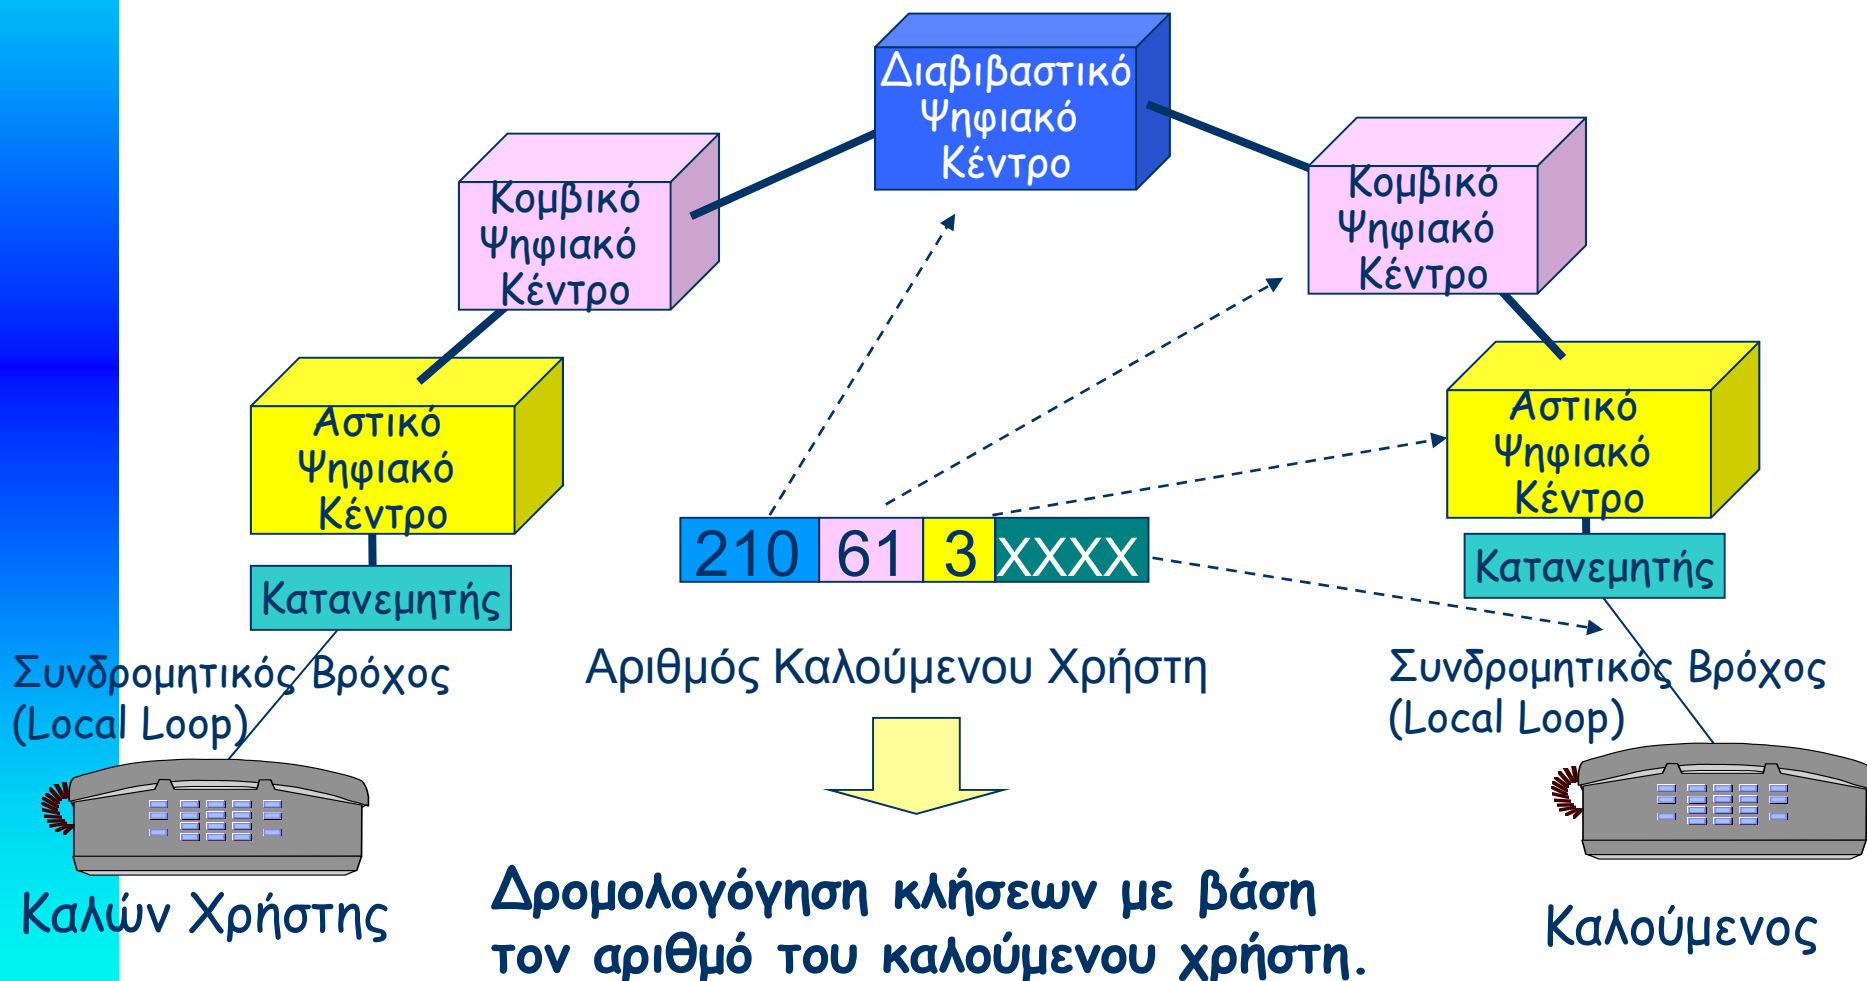 Διαβιβαστικό
Ψηφιακό
Κέντρο
Κομβικό
Ψηφιακό
Κέντρο
Κομβικό
Ψηφιακό
Κέντρο
Αστικό
Ψηφιακό
Κέντρο
Αστικό
Ψηφιακό
Κέντρο
210 61 3 XXXX
Κατανεμητής
Κατανεμητής
Συνδρομητικός Βρόχος
(Local Loop)
Αριθμός Καλούμενου Χρήστη
Συνδρομητικός Βρόχος
(Local Loop)
Καλών Χρήστης
Δρομολογόγηση κλήσεων με βάση
τον αριθμό του καλούμενου χρήστη.
Καλούμενος